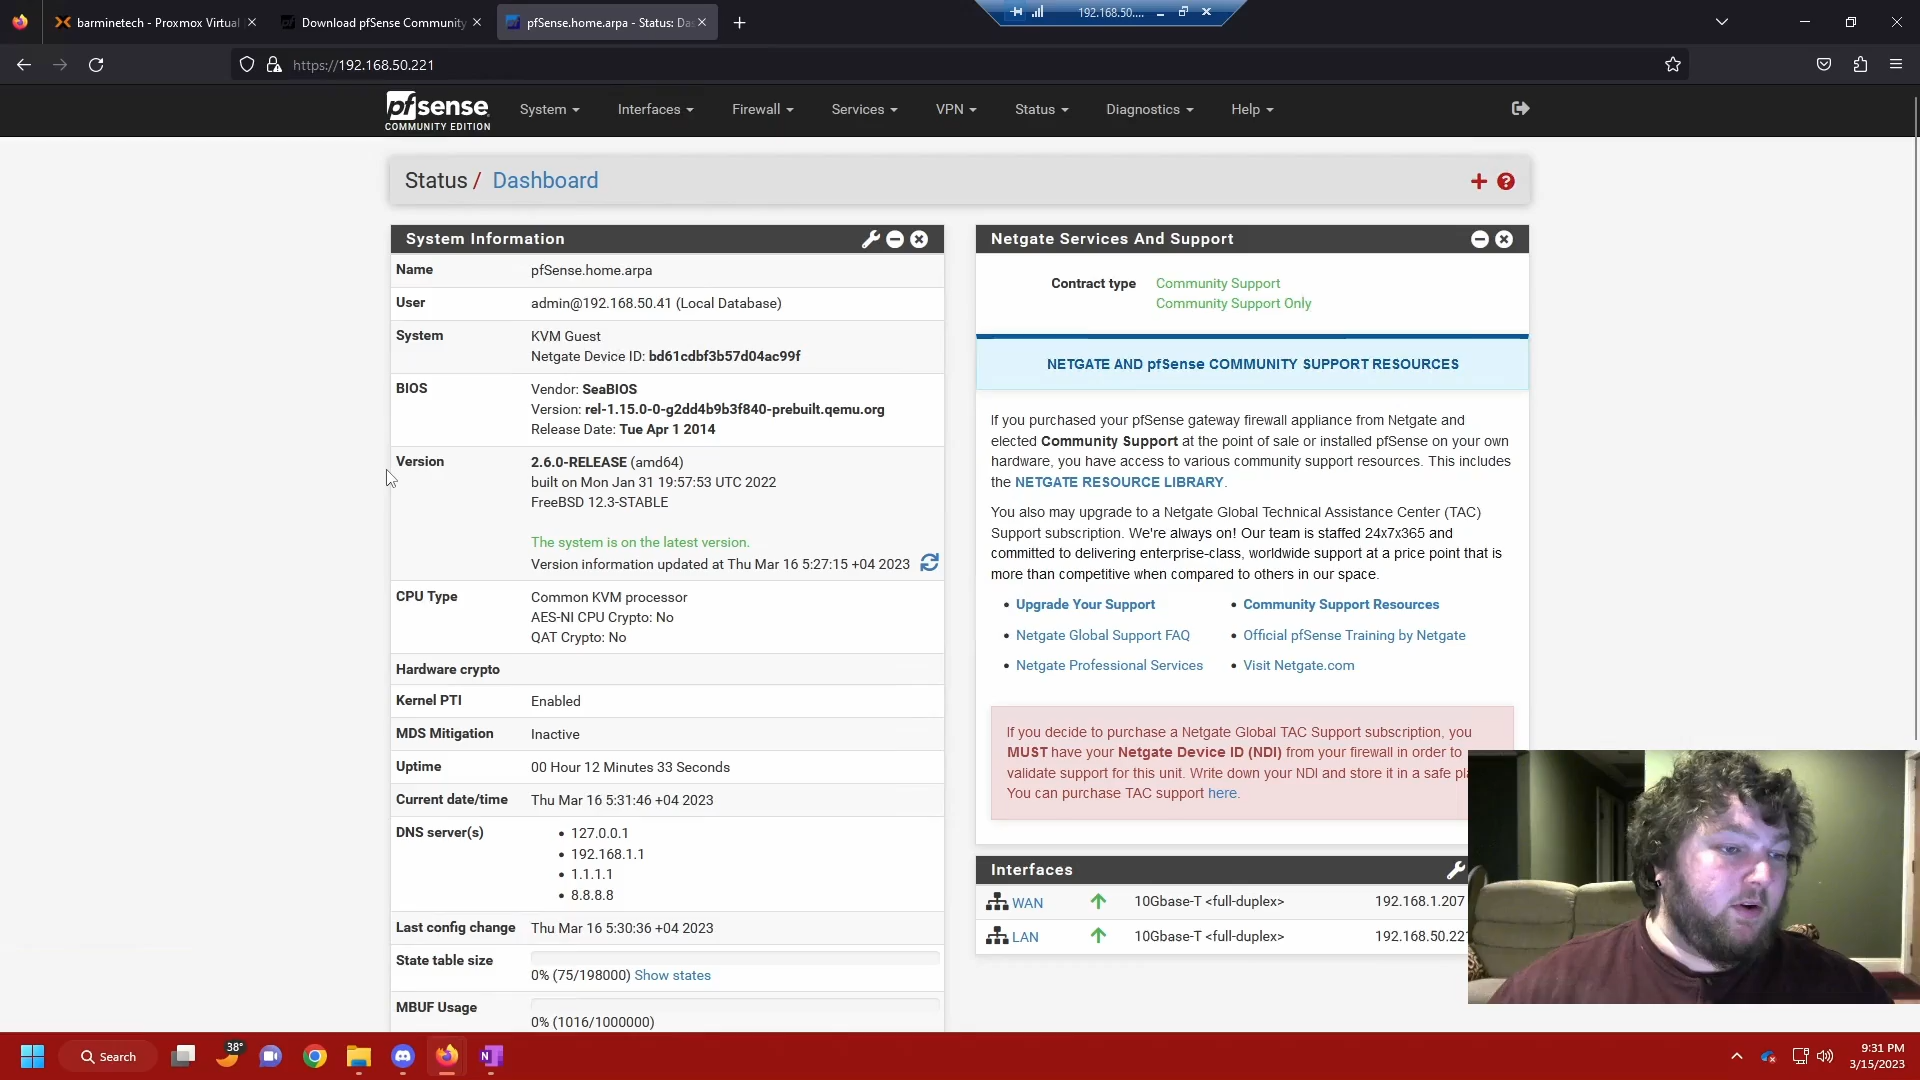 barminetech - Proxmox Virtual
Download pfSense Community
pfSense.home.arpa - Status: Da
192.168.50....
https://192.168.50.221
pfsense
COMMUNITY EDITION
System
Interfaces
Firewall
Services
VPN
Status
Diagnostics
Help
Status / Dashboard
System Information
Name pfSense.home.arpa
User admin@192.168.50.41 (Local Database)
System KVM Guest
Netgate Device ID: bd61cdbf3b57d04ac99f
BIOS Vendor: SeaBIOS
Version: rel-1.15.0-0-g2dd4b9b3f840-prebuilt.qemu.org
Release Date: Tue Apr 1 2014
Version 2.6.0-RELEASE (amd64)
built on Mon Jan 31 19:57:53 UTC 2022
FreeBSD 12.3-STABLE
The system is on the latest version.
Version information updated at Thu Mar 16 5:27:15 +04 2023
CPU Type Common KVM processor
AES-NI CPU Crypto: No
QAT Crypto: No
Hardware crypto
Kernel PTI Enabled
MDS Mitigation Inactive
Uptime 00 Hour 12 Minutes 33 Seconds
Current date/time Thu Mar 16 5:31:46 +04 2023
DNS server(s) • 127.0.0.1
• 192.168.1.1
• 1.1.1.1
• 8.8.8.8
Last config change Thu Mar 16 5:30:36 +04 2023
State table size
0% (75/198000) Show states
MBUF Usage
0% (1016/1000000)
Netgate Services And Support
Contract type Community Support
Community Support Only
NETGATE AND pfSense COMMUNITY SUPPORT RESOURCES
If you purchased your pfSense gateway firewall appliance from Netgate and
elected Community Support at the point of sale or installed pfSense on your own
hardware, you have access to various community support resources. This includes
the NETGATE RESOURCE LIBRARY.
You also may upgrade to a Netgate Global Technical Assistance Center (TAC)
Support subscription. We're always on! Our team is staffed 24x7x365 and
committed to delivering enterprise-class, worldwide support at a price point that is
more than competitive when compared to others in our space.
• Upgrade Your Support • Community Support Resources
• Netgate Global Support FAQ • Official pfSense Training by Netgate
• Netgate Professional Services • Visit Netgate.com
If you decide to purchase a Netgate Global TAC Support subscription, you
MUST have your Netgate Device ID (NDI) from your firewall in order to
validate support for this unit. Write down your NDI and store it in a safe pla
You can purchase TAC support here.
Interfaces
WAN 10Gbase-T <full-duplex> 192.168.1.207
LAN 10Gbase-T <full-duplex> 192.168.50.221
38°
Search
9:31 PM
3/15/2023